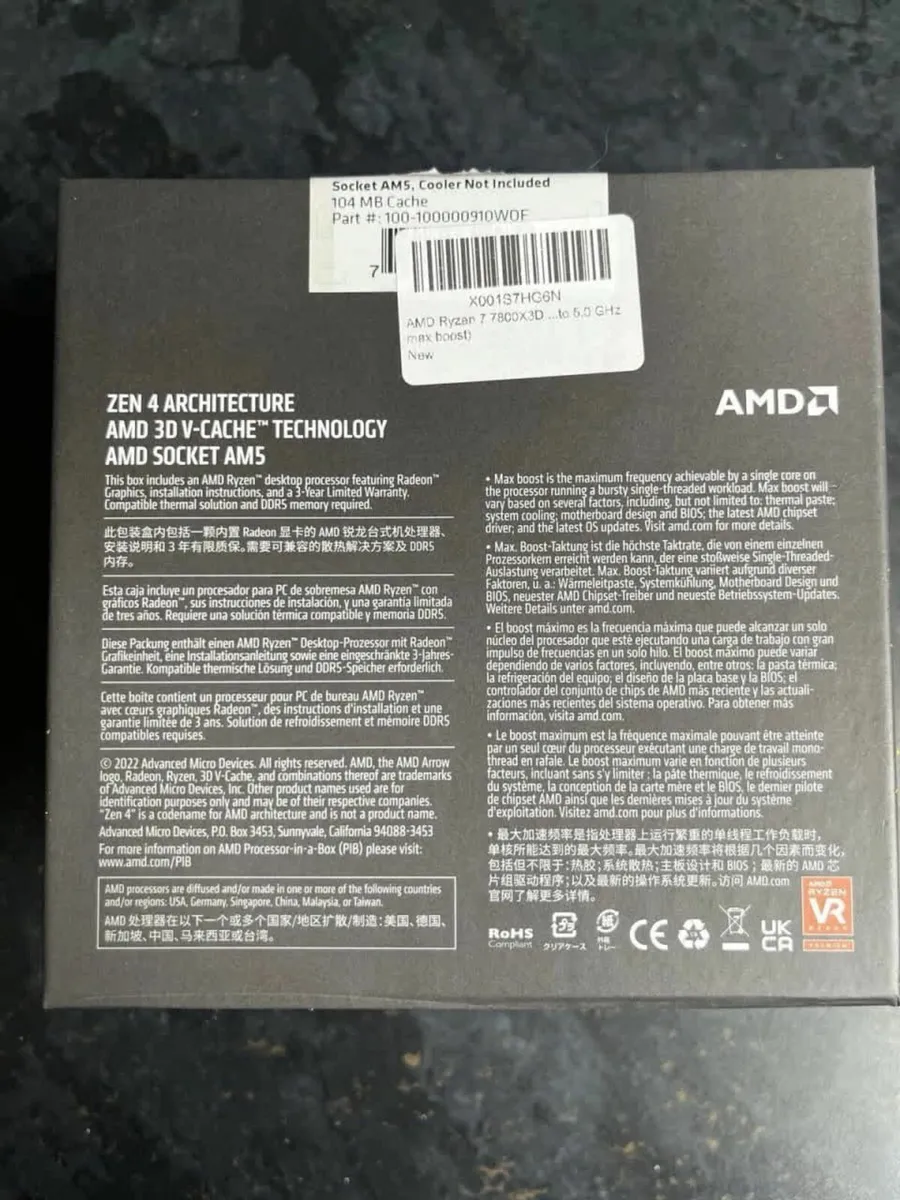 Socket AM5, Cooler Not Included
104 MB Cache
Part #: 100-100000910WOF
7
X001S7HG6N
AMD Ryzen 7 7800X3D ...to 5.0 GHz
max boost)
New
AMD
ZEN 4 ARCHITECTURE
AMD 3D V-CACHE™ TECHNOLOGY
AMD SOCKET AM5
This box includes an AMD Ryzen™ desktop processor featuring Radeon™
Graphics, installation instructions, and a 3-Year Limited Warranty.
Compatible thermal solution and DDR5 memory required.
此包装盒内包括一颗内置 Radeon 显卡的 AMD 锐龙台式机处理器、
安装说明和 3 年有限质保。需要可兼容的散热解决方案及 DDR5
内存。
Esta caja incluye un procesador para PC de sobremesa AMD Ryzen™ con
gráficos Radeon™, sus instrucciones de instalación, y una garantía limitada
de tres años. Requiere una solución térmica compatible y memoria DDR5.
Diese Packung enthält einen AMD Ryzen™ Desktop-Prozessor mit Radeon™
Grafikeinheit, eine Installationsanleitung sowie eine eingeschränkte 3-Jahres-
Garantie. Kompatible thermische Lösung und DDR5-Speicher erforderlich.
Cette boite contient un processeur pour PC de bureau AMD Ryzen™
avec cœurs graphiques Radeon™, des instructions d'installation et une
garantie limitée de 3 ans. Solution de refroidissement et mémoire DDR5
compatibles requises.
© 2022 Advanced Micro Devices. All rights reserved. AMD, the AMD Arrow
logo, Radeon, Ryzen, 3D V-Cache, and combinations thereof are trademarks
of Advanced Micro Devices, Inc. Other product names used are for
identification purposes only and may be of their respective companies.
"Zen 4" is a codename for AMD architecture and is not a product name.
Advanced Micro Devices, P.O. Box 3453, Sunnyvale, California 94088-3453
For more information on AMD Processor-in-a-Box (PIB) please visit:
www.amd.com/PIB
AMD processors are diffused and/or made in one or more of the following countries
and/or regions: USA, Germany, Singapore, China, Malaysia, or Taiwan.
AMD 处理器在以下一个或多个国家/地区扩散/制造：美国、德国、
新加坡、中国、马来西亚或台湾。
• Max boost is the maximum frequency achievable by a single core on
the processor running a bursty single-threaded workload. Max boost will
vary based on several factors, including, but not limited to: thermal paste;
system cooling; motherboard design and BIOS; the latest AMD chipset
driver; and the latest OS updates. Visit amd.com for more details.
• Max. Boost-Taktung ist die höchste Taktrate, die von einem einzelnen
Prozessorkern erreicht werden kann, der eine stoßweise Single-Threaded-
Auslastung verarbeitet. Max. Boost-Taktung variiert aufgrund diverser
Faktoren, u. a.: Wärmeleitpaste, Systemkühlung, Motherboard Design und
BIOS, neuester AMD Chipset-Treiber und neueste Betriebssystem-Updates.
Weitere Details unter amd.com.
• El boost máximo es la frecuencia máxima que puede alcanzar un solo
núcleo del procesador que esté ejecutando una carga de trabajo con gran
impulso de frecuencias en un solo hilo. El boost máximo puede variar
dependiendo de varios factores, incluyendo, entre otros: la pasta térmica;
la refrigeración del equipo; el diseño de la placa base y la BIOS; el
controlador del conjunto de chips de AMD más reciente y las actuali-
zaciones más recientes del sistema operativo. Para obtener más
información, visita amd.com.
• Le boost maximum est la fréquence maximale pouvant être atteinte
par un seul cœur du processeur exécutant une charge de travail mono-
thread en rafale. Le boost maximum varie en fonction de plusieurs
facteurs, incluant sans s'y limiter : la pâte thermique, le refroidissement
du système, la conception de la carte mère et le BIOS, le dernier pilote
de chipset AMD ainsi que les dernières mises à jour du système
d'exploitation. Visitez amd.com pour plus d'informations.
• 最大加速频率是指处理器上运行繁重的单线程工作负载时，
单核所能达到的最大频率。最大加速频率将根据几个因素而变化，
包括但不限于：热胶；系统散热；主板设计和 BIOS；最新的 AMD 芯
片组驱动程序；以及最新的操作系统更新。访问 AMD.com
官网了解更多详情。
RoHS
Compliant
プラ
クリアケース
外装
トレー
CE
UK
CA
AMD
RYZEN
VR
READY
PREMIUM